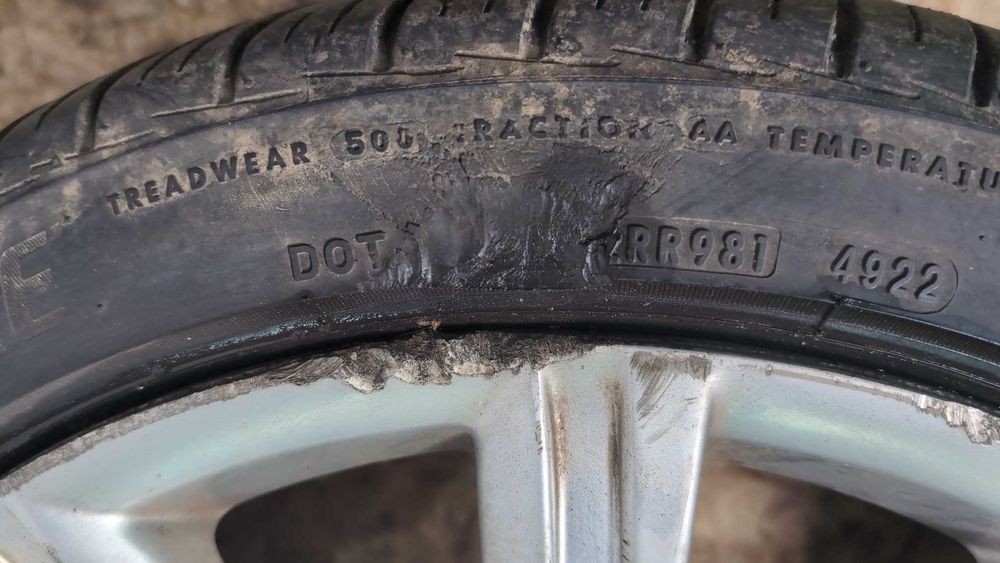 TREADWEAR 500 TRACTION AA TEMPERATU
DOT RR981 4922
E